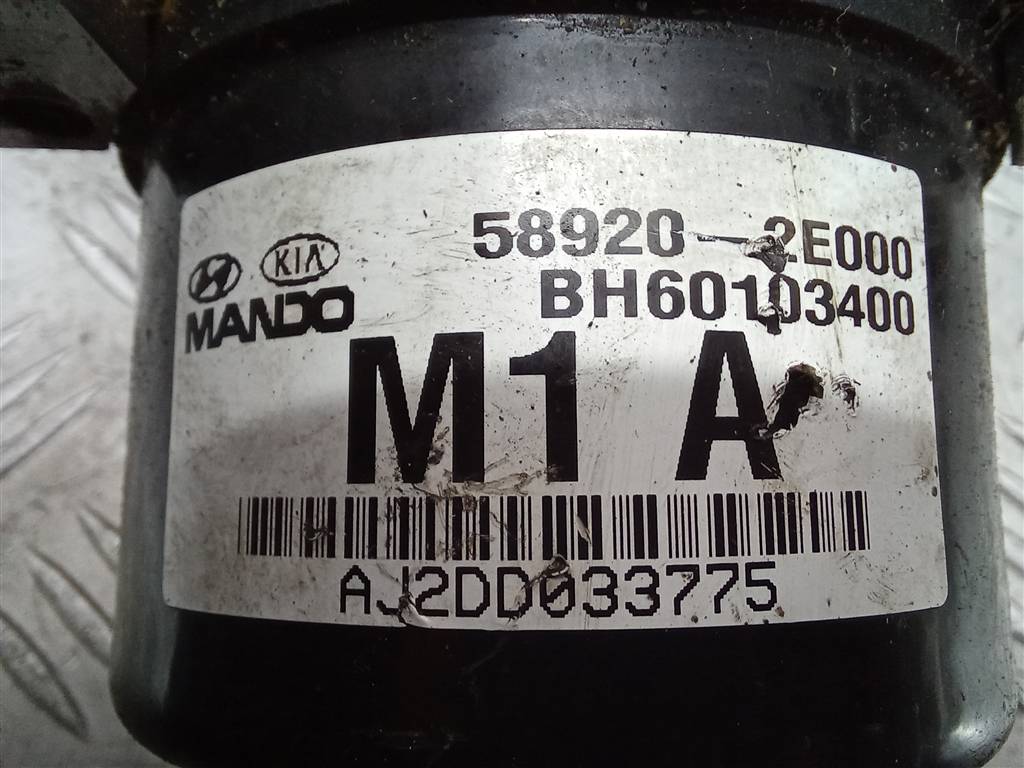 58920-2E000
KIA
MANDO
BH60103400
M1 A
AJ2DD033775